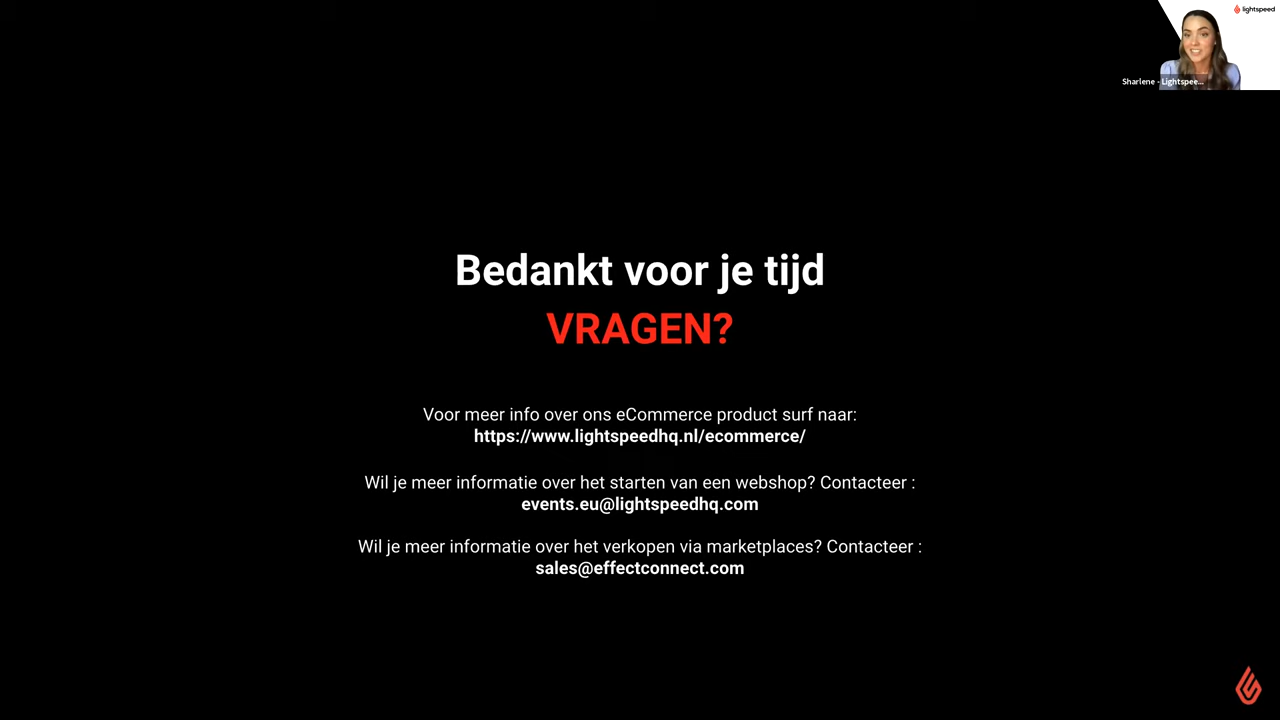 lightspeed
Sharlene - Lightspee...
Bedankt voor je tijd
VRAGEN?
Voor meer info over ons eCommerce product surf naar:
https://www.lightspeedhq.nl/ecommerce/
Wil je meer informatie over het starten van een webshop? Contacteer :
events.eu@lightspeedhq.com
Wil je meer informatie over het verkopen via marketplaces? Contacteer :
sales@effectconnect.com